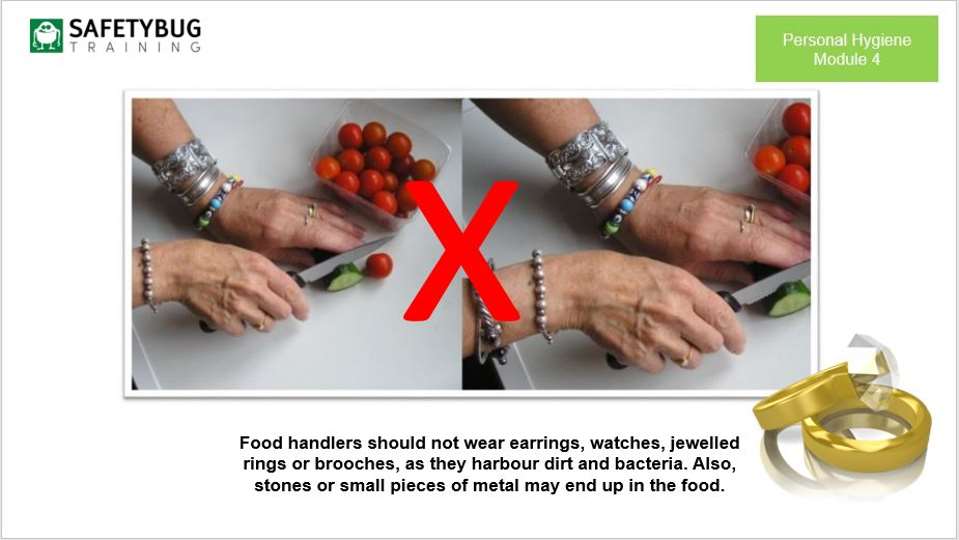 SAFETYBUG
TRAINING
Personal Hygiene
Module 4
X
Food handlers should not wear earrings, watches, jewelled
rings or brooches, as they harbour dirt and bacteria. Also,
stones or small pieces of metal may end up in the food.